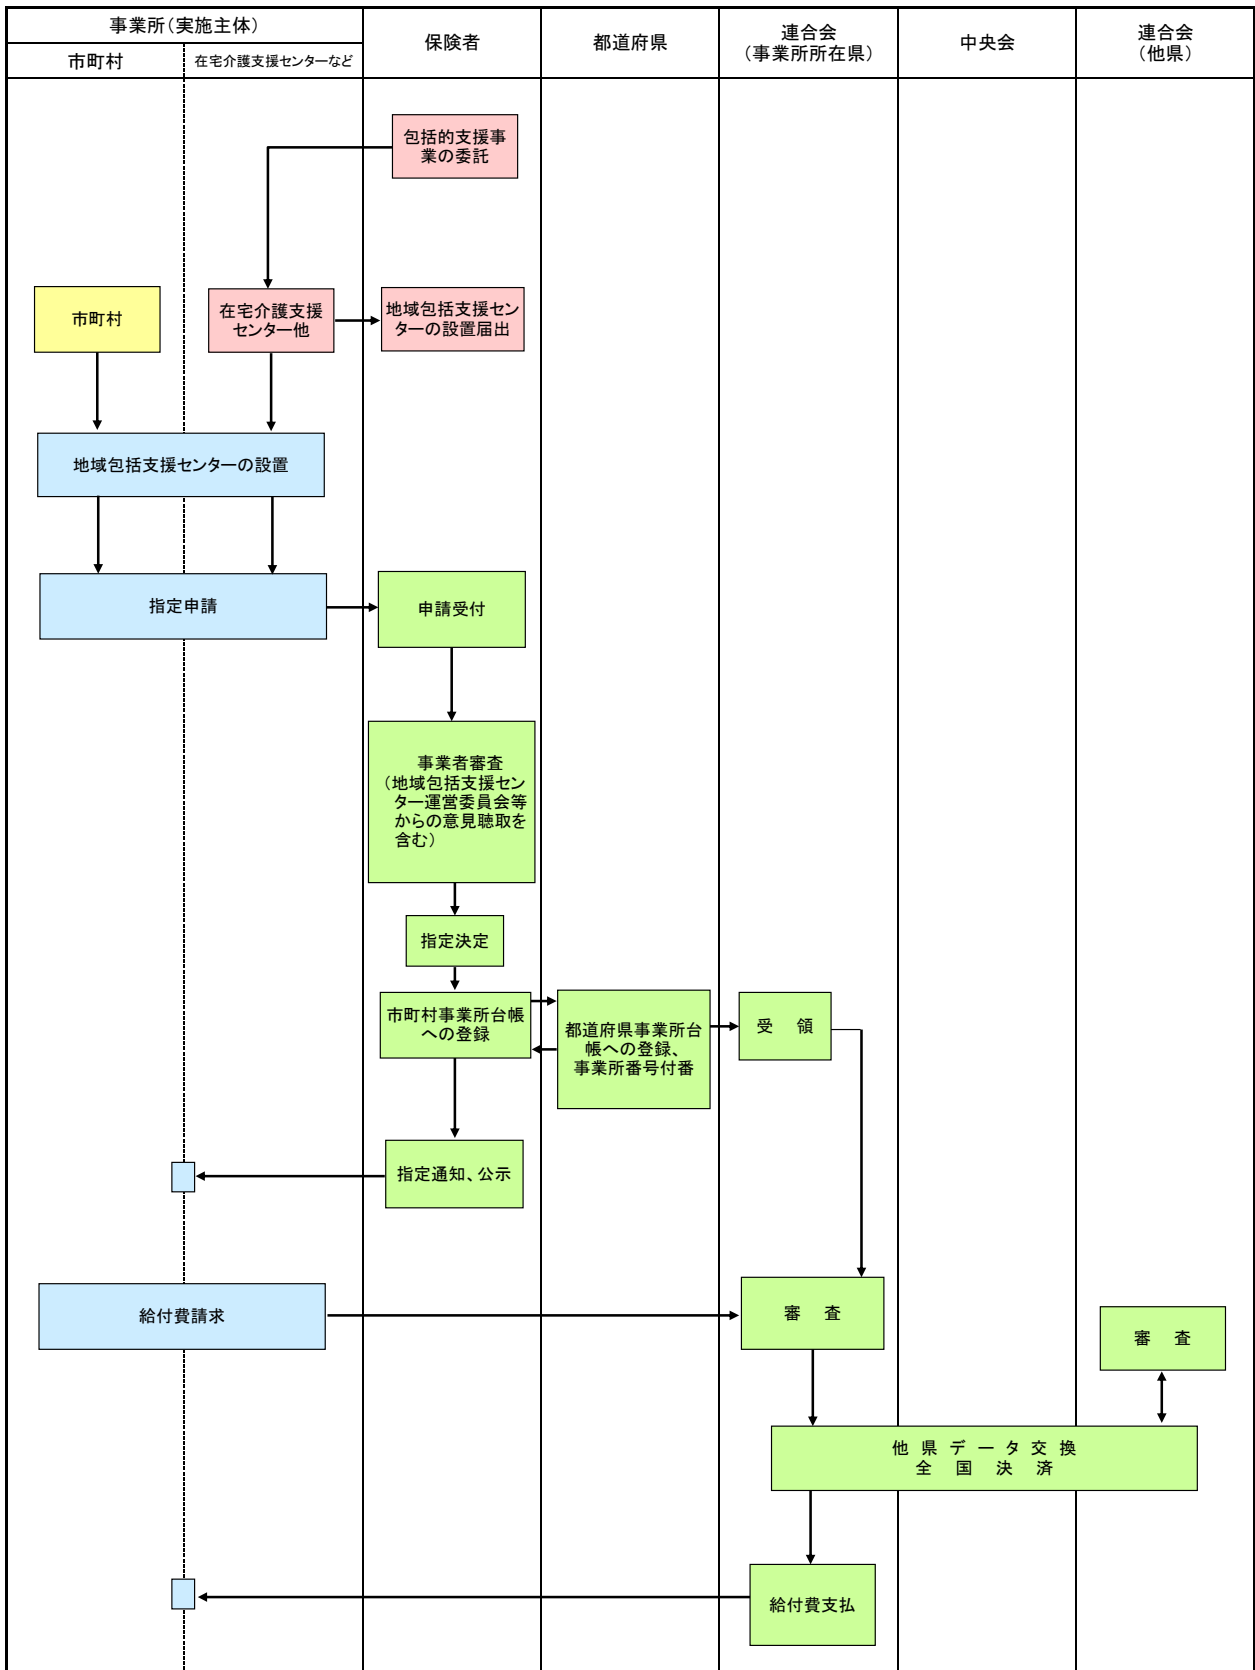 事業所（実施主体）
市町村
在宅介護支援センターなど
保険者
都道府県
連合会
（事業所所在県）
中央会
連合会
（他県）
包括的支援事
業の委託
市町村
在宅介護支援
センター他
地域包括支援セン
ターの設置届出
地域包括支援センターの設置
指定申請
申請受付
事業者審査
（地域包括支援セン
ター運営委員会等
からの意見聴取を
含む）
指定決定
市町村事業所台帳
への登録
都道府県事業所台
帳への登録、
事業所番号付番
受　領
指定通知、公示
給付費請求
審　査
審　査
他 県 デ ー タ 交 換
全　国　決　済
給付費支払